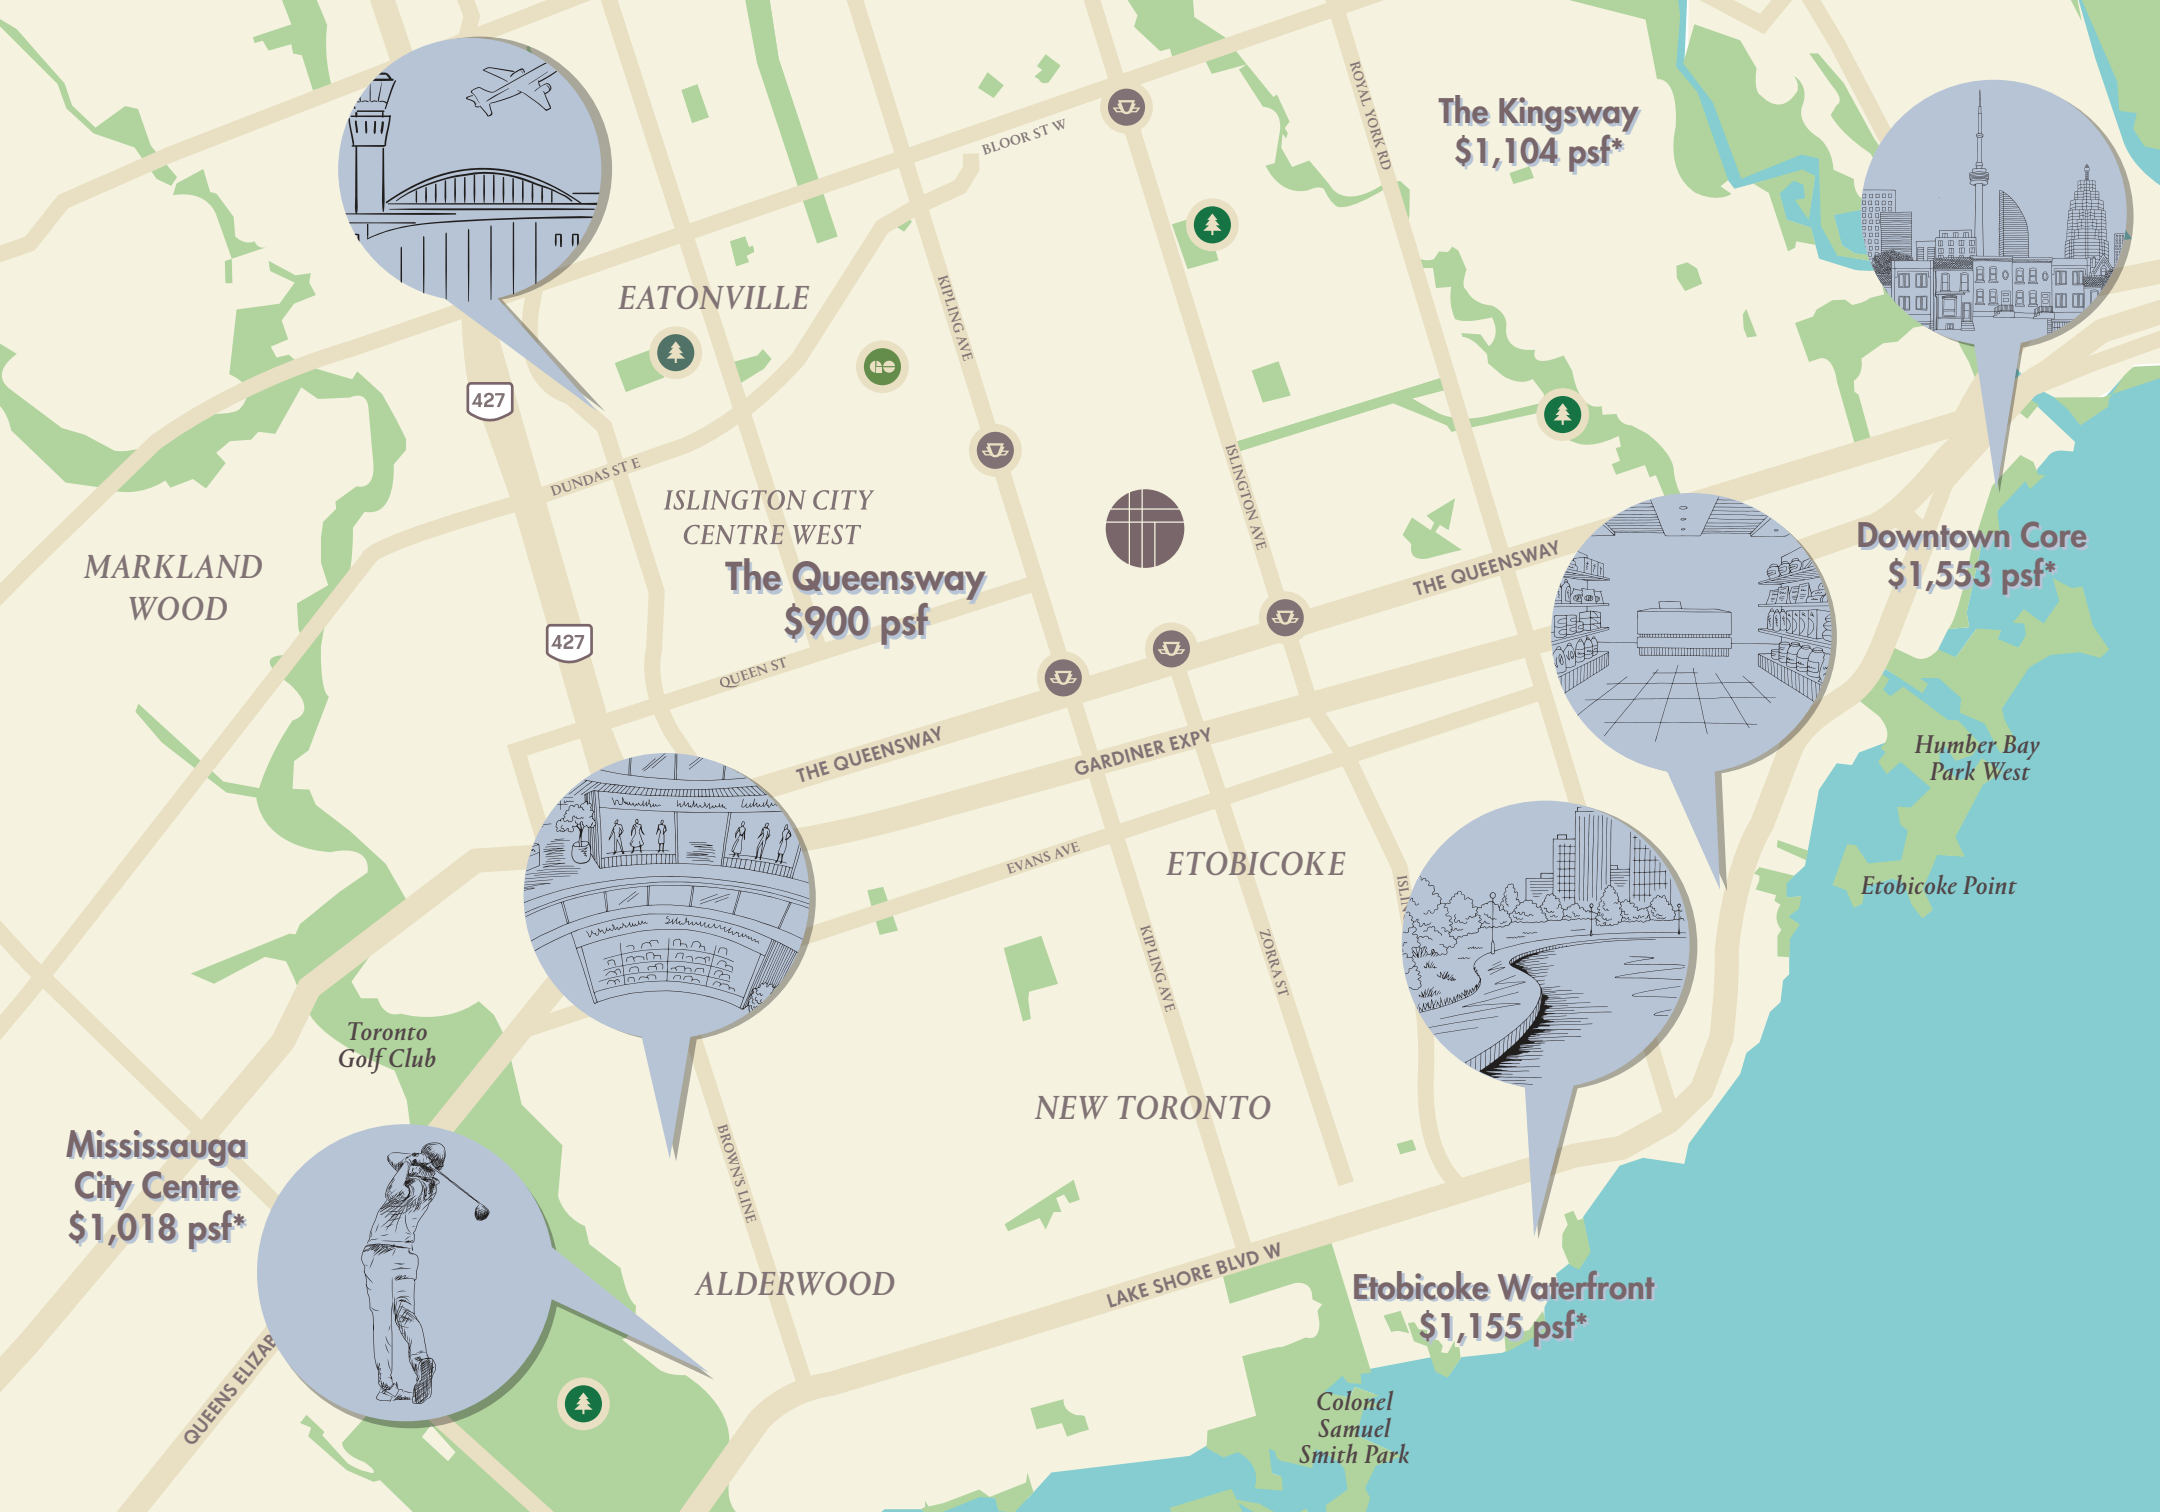 BLOOR ST W
ROYAL YORK RD
The Kingsway
$1,104 psf*
EATONVILLE
KIPLING AVE
427
DUNDAS ST E
ISLINGTON CITY
CENTRE WEST
ISLINGTON AVE
The Queensway
$900 psf
THE QUEENSWAY
Downtown Core
$1,553 psf*
MARKLAND
WOOD
427
QUEEN ST
THE QUEENSWAY
GARDINER EXPY
Humber Bay
Park West
EVANS AVE
ETOBICOKE
Etobicoke Point
ISLIN
KIPLING AVE
ZORRA ST
Toronto
Golf Club
NEW TORONTO
Mississauga
City Centre
$1,018 psf*
BROWN'S LINE
ALDERWOOD
LAKE SHORE BLVD W
Etobicoke Waterfront
$1,155 psf*
QUEENS ELIZAB
Colonel
Samuel
Smith Park